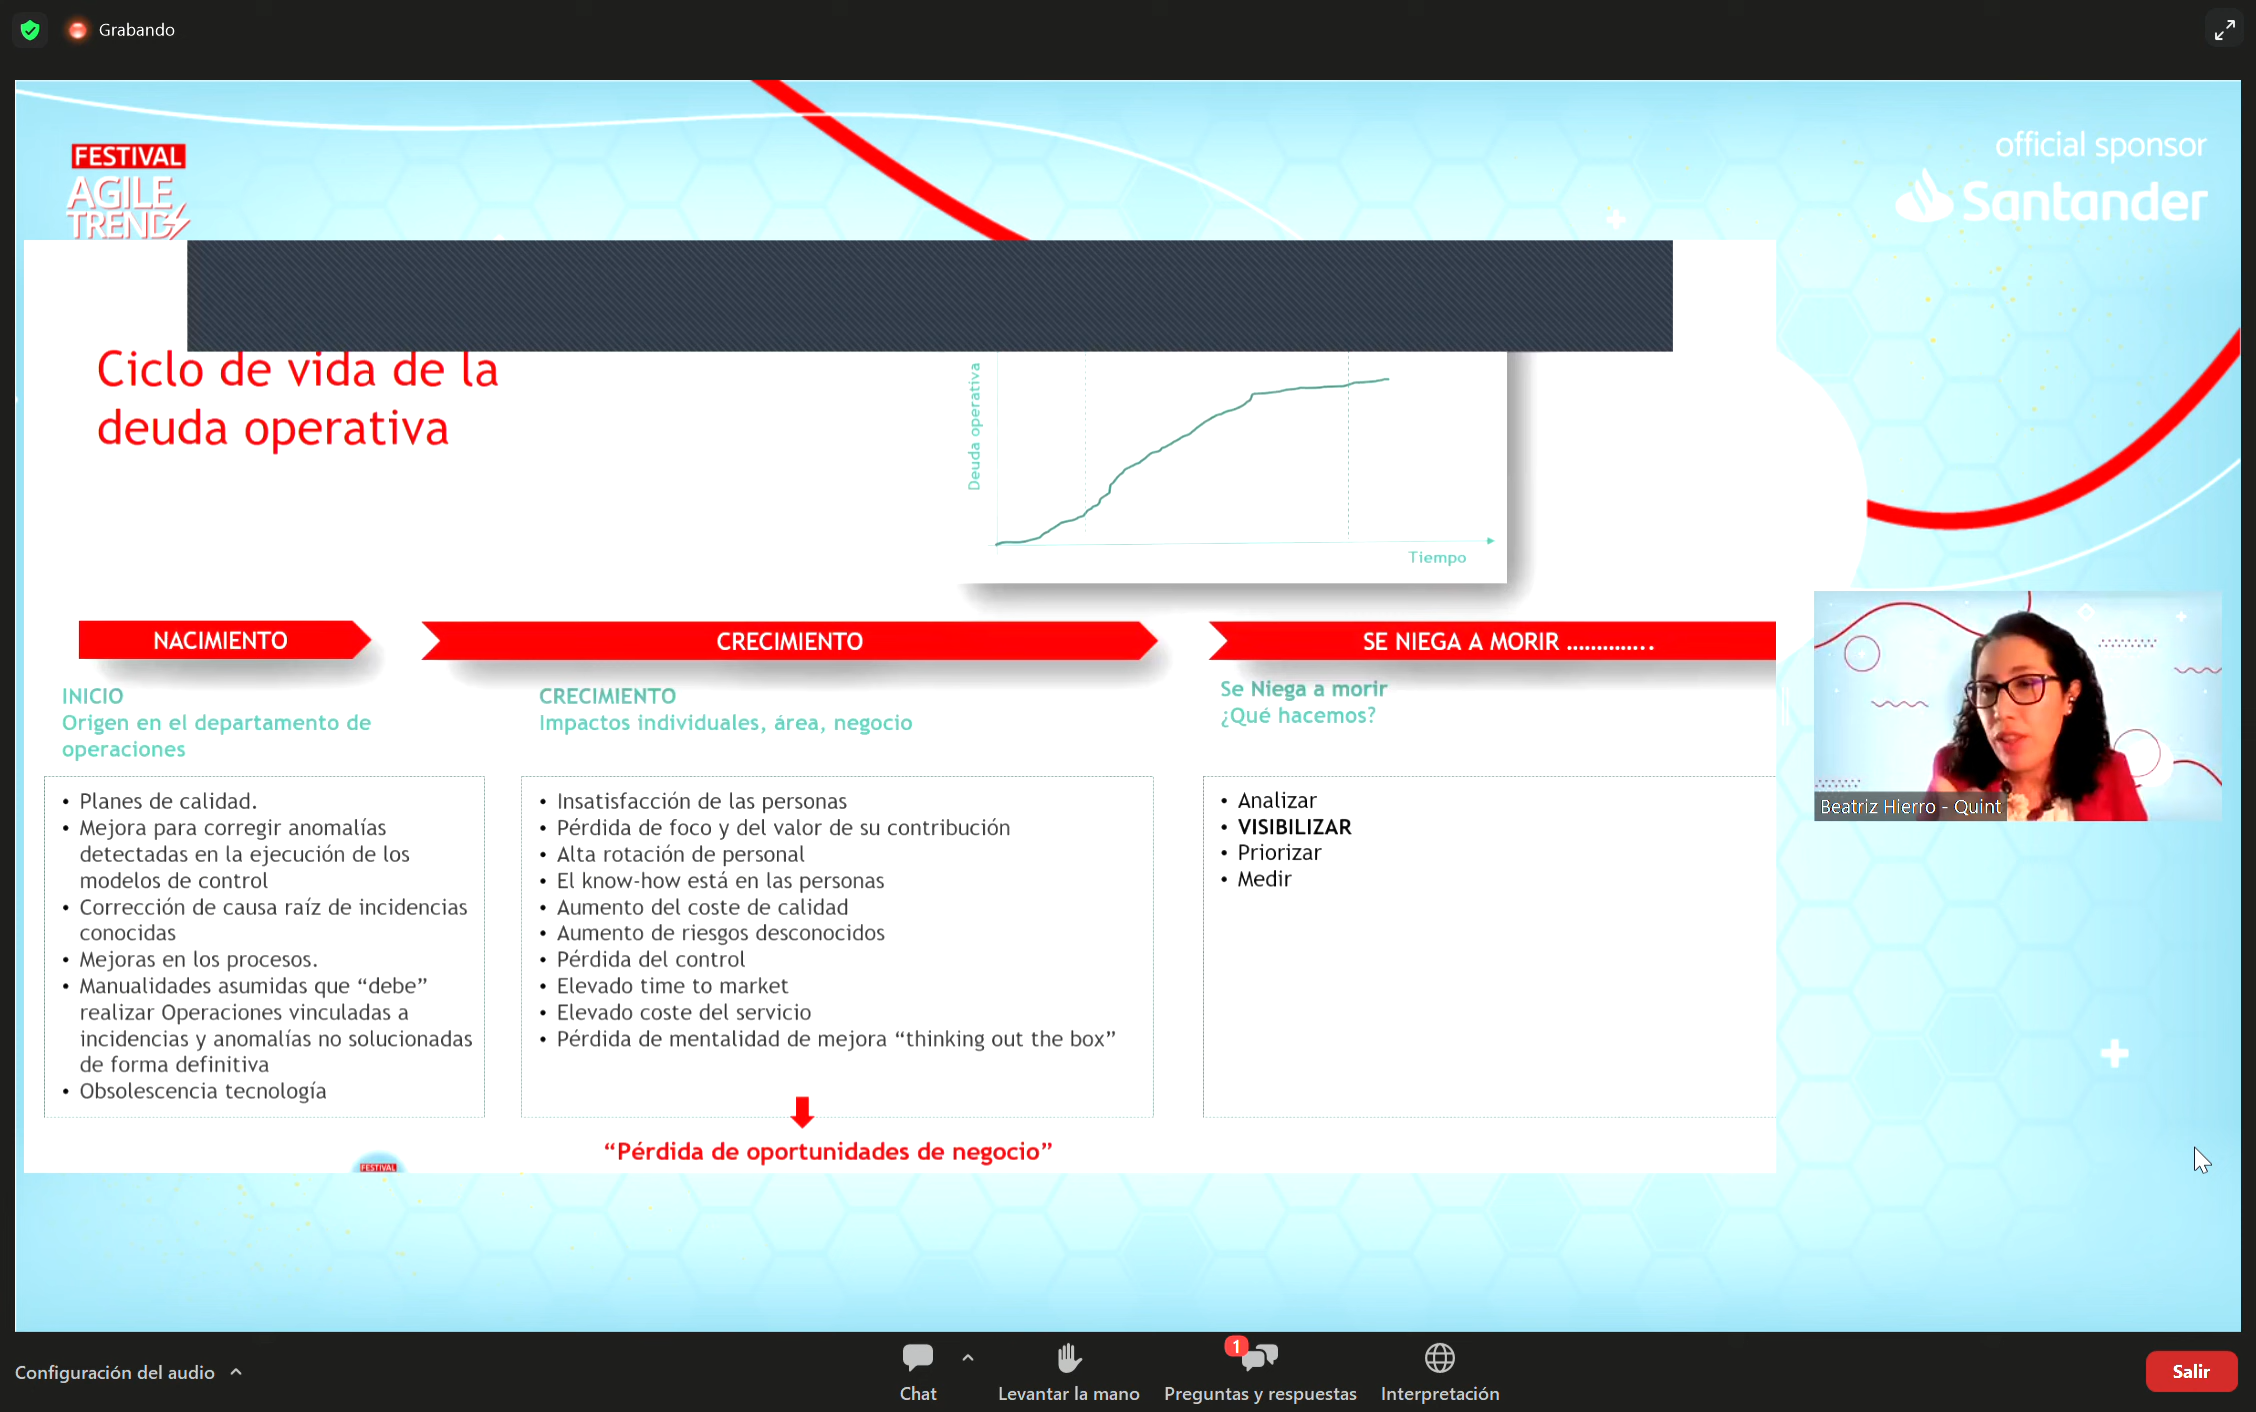 Grabando
FESTIVAL
AGILE
TRENDS
official sponsor
Santander
Ciclo de vida de la
deuda operativa
Deuda operativa
Tiempo
NACIMIENTO
CRECIMIENTO
SE NIEGA A MORIR .............
INICIO
Origen en el departamento de
operaciones
• Planes de calidad.
• Mejora para corregir anomalías
detectadas en la ejecución de los
modelos de control
• Corrección de causa raíz de incidencias
conocidas
• Mejoras en los procesos.
• Manualidades asumidas que “debe”
realizar Operaciones vinculadas a
incidencias y anomalías no solucionadas
de forma definitiva
• Obsolescencia tecnología
CRECIMIENTO
Impactos individuales, área, negocio
• Insatisfacción de las personas
• Pérdida de foco y del valor de su contribución
• Alta rotación de personal
• El know-how está en las personas
• Aumento del coste de calidad
• Aumento de riesgos desconocidos
• Pérdida del control
• Elevado time to market
• Elevado coste del servicio
• Pérdida de mentalidad de mejora “thinking out the box”
“Pérdida de oportunidades de negocio”
Se Niega a morir
¿Qué hacemos?
• Analizar
• VISIBILIZAR
• Priorizar
• Medir
Beatriz Hierro - Quint
FESTIVAL
Configuración del audio
Chat
Levantar la mano
1
Preguntas y respuestas
Interpretación
Salir